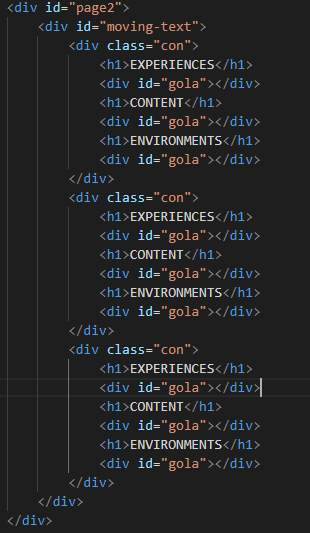 <div id="page2">
    <div id="moving-text">
        <div class="con">
            <h1>EXPERIENCES</h1>
            <div id="gola"></div>
            <h1>CONTENT</h1>
            <div id="gola"></div>
            <h1>ENVIRONMENTS</h1>
            <div id="gola"></div>
        </div>
        <div class="con">
            <h1>EXPERIENCES</h1>
            <div id="gola"></div>
            <h1>CONTENT</h1>
            <div id="gola"></div>
            <h1>ENVIRONMENTS</h1>
            <div id="gola"></div>
        </div>
        <div class="con">
            <h1>EXPERIENCES</h1>
            <div id="gola"></div>
            <h1>CONTENT</h1>
            <div id="gola"></div>
            <h1>ENVIRONMENTS</h1>
            <div id="gola"></div>
        </div>
    </div>
</div>